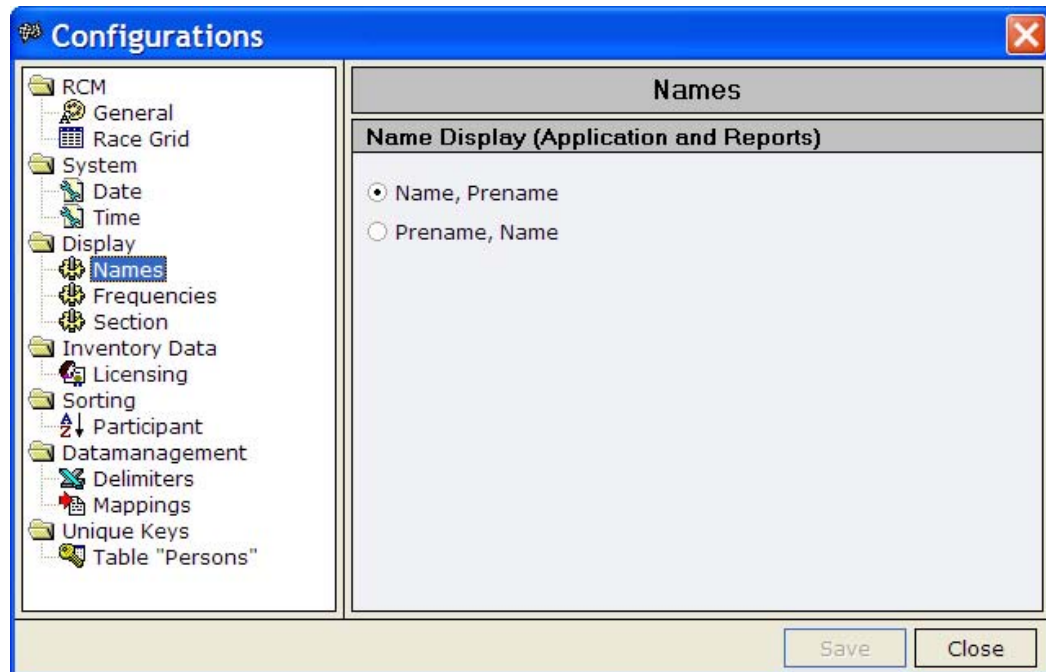 Configurations
RCM
General
Race Grid
System
Date
Time
Display
Names
Frequencies
Section
Inventory Data
Licensing
Sorting
Participant
Datamanagement
Delimiters
Mappings
Unique Keys
Table "Persons"
Names
Name Display (Application and Reports)
Name, Prename
Prename, Name
Save
Close